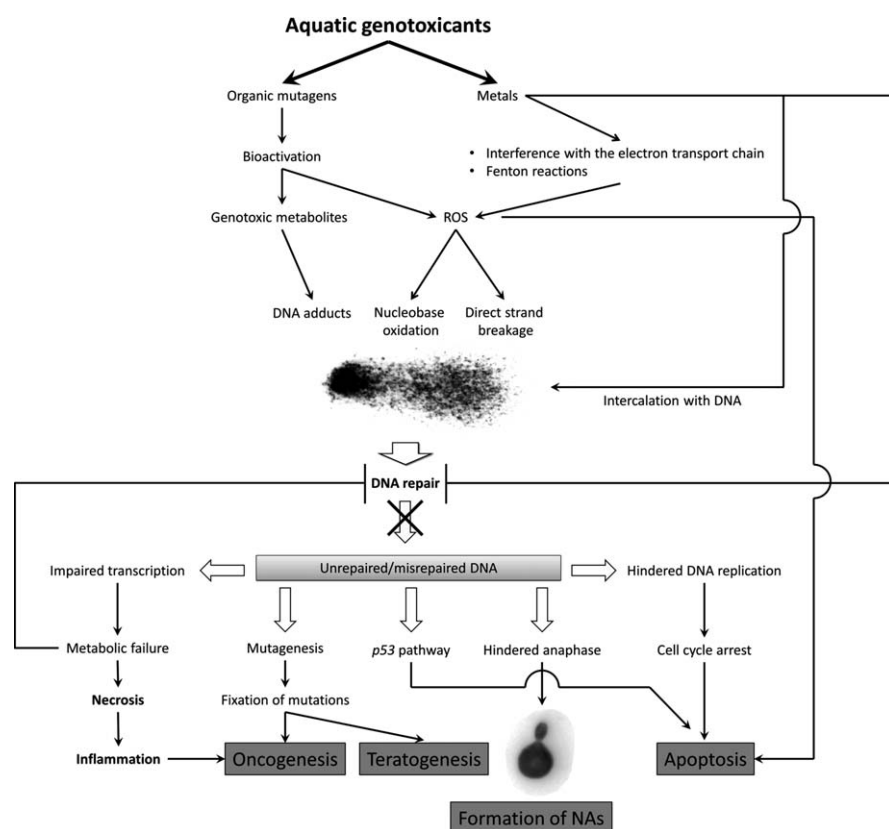 Aquatic genotoxicants
Organic mutagens
Metals
Bioactivation
• Interference with the electron transport chain
• Fenton reactions
Genotoxic metabolites
ROS
DNA adducts
Nucleobase
oxidation
Direct strand
breakage
Intercalation with DNA
DNA repair
Impaired transcription
Unrepaired/misrepaired DNA
Hindered DNA replication
Metabolic failure
Mutagenesis
p53 pathway
Hindered anaphase
Cell cycle arrest
Necrosis
Fixation of mutations
Inflammation
Oncogenesis
Teratogenesis
Apoptosis
Formation of NAs